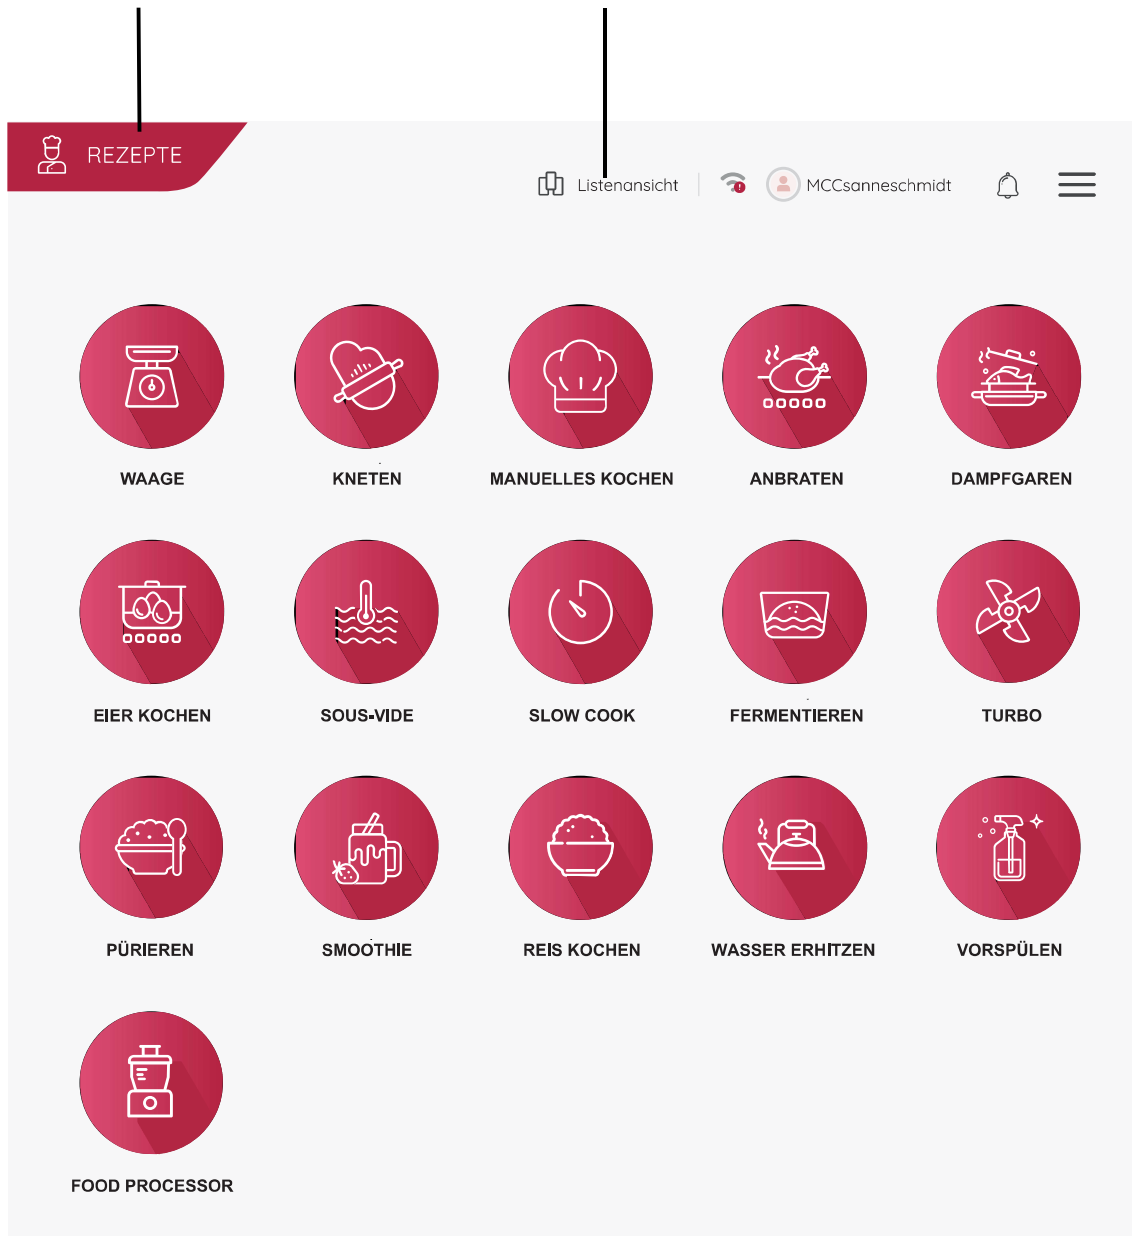 REZEPTE
Listenansicht
MCCsanneschmidt
WAAGE
KNETEN
MANUELLES KOCHEN
ANBRATEN
DAMPFGAREN
EIER KOCHEN
SOUS-VIDE
SLOW COOK
FERMENTIEREN
TURBO
PÜRIEREN
SMOOTHIE
REIS KOCHEN
WASSER ERHITZEN
VORSPÜLEN
FOOD PROCESSOR